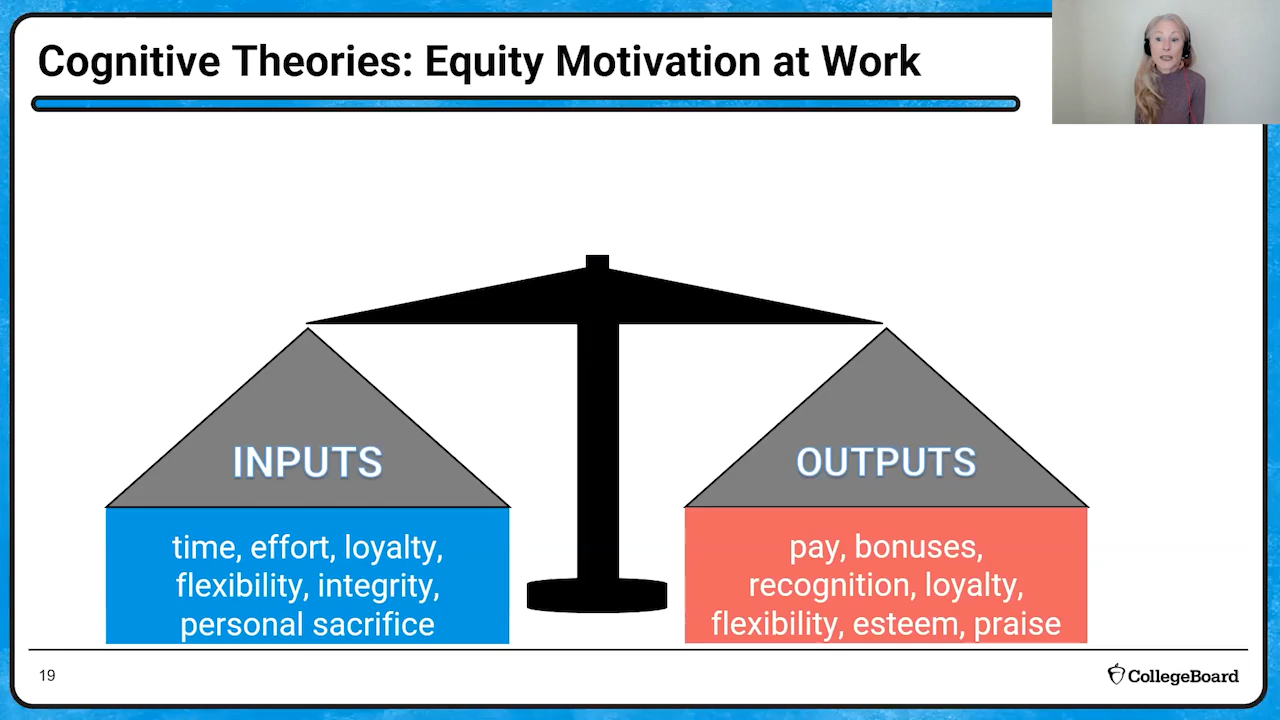 Cognitive Theories: Equity Motivation at Work
INPUTS
time, effort, loyalty,
flexibility, integrity,
personal sacrifice
OUTPUTS
pay, bonuses,
recognition, loyalty,
flexibility, esteem, praise
19
CollegeBoard